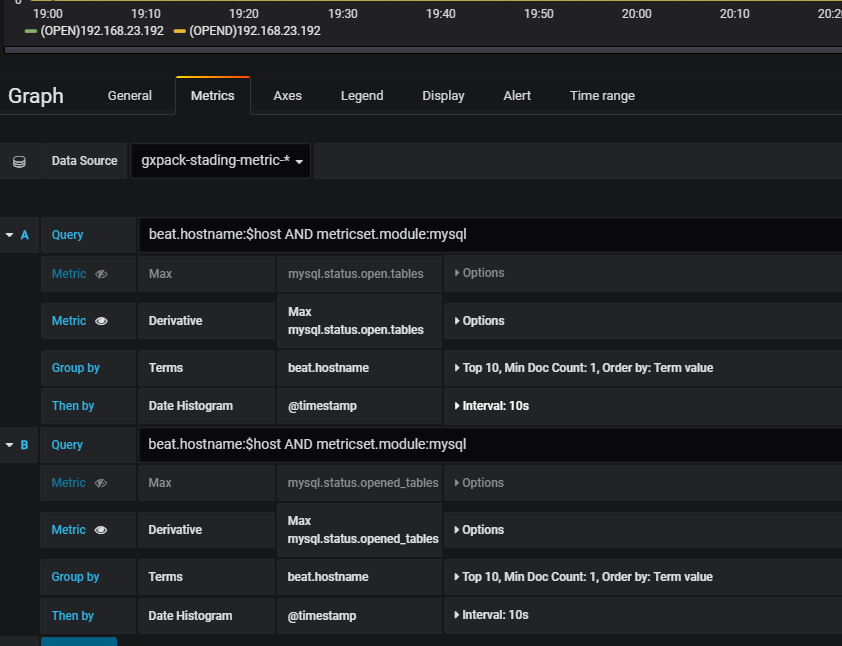 0
19:00 19:10 19:20 19:30 19:40 19:50 20:00 20:10 20:2
(OPEN)192.168.23.192 (OPEND)192.168.23.192
Graph General Metrics Axes Legend Display Alert Time range
Data Source gxpack-stading-metric-*
A Query beat.hostname:$host AND metricset.module:mysql
Metric Max mysql.status.open.tables Options
Metric Derivative Max mysql.status.open.tables Options
Group by Terms beat.hostname Top 10, Min Doc Count: 1, Order by: Term value
Then by Date Histogram @timestamp Interval: 10s
B Query beat.hostname:$host AND metricset.module:mysql
Metric Max mysql.status.opened_tables Options
Metric Derivative Max mysql.status.opened_tables Options
Group by Terms beat.hostname Top 10, Min Doc Count: 1, Order by: Term value
Then by Date Histogram @timestamp Interval: 10s